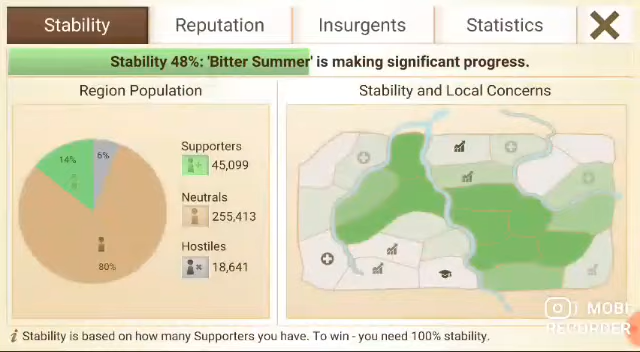 Stability
Reputation
Insurgents
Statistics
Stability 48%: 'Bitter Summer' is making significant progress.
Region Population
Stability and Local Concerns
14%
6%
80%
Supporters
45,099
Neutrals
255,413
Hostiles
18,641
MOBI
RECORDER
i Stability is based on how many Supporters you have. To win - you need 100% stability.